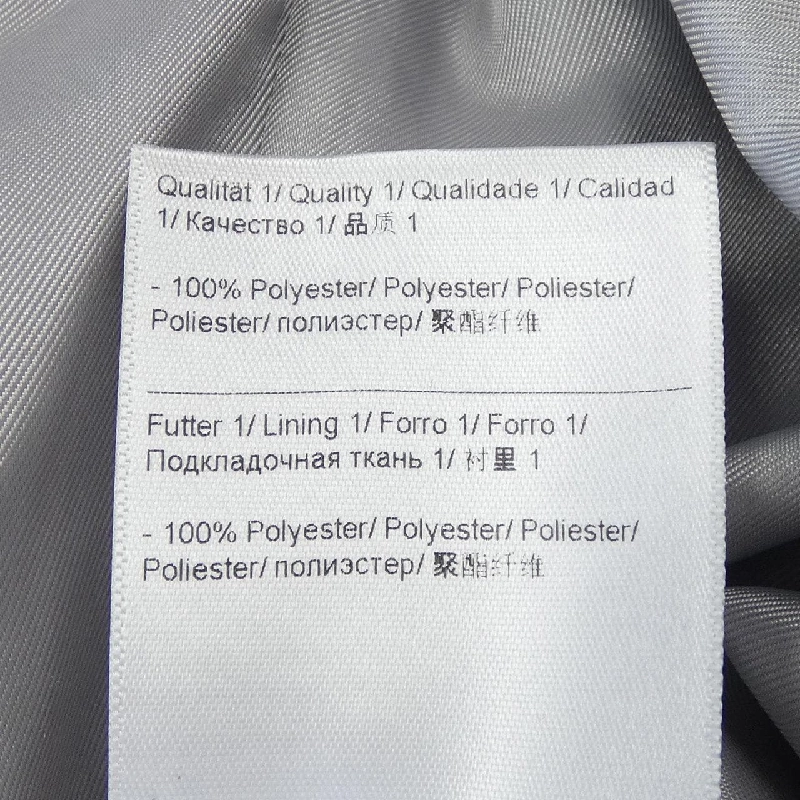 Qualität 1/ Quality 1/ Qualidade 1/ Calidad
1/ Качество 1/ 品质 1
- 100% Polyester/ Polyester/ Poliester/
Poliester/ полиэстер/ 聚酯纤维
Futter 1/ Lining 1/ Forro 1/ Forro 1/
Подкладочная ткань 1/ 衬里 1
- 100% Polyester/ Polyester/ Poliester/
Poliester/ полиэстер/ 聚酯纤维